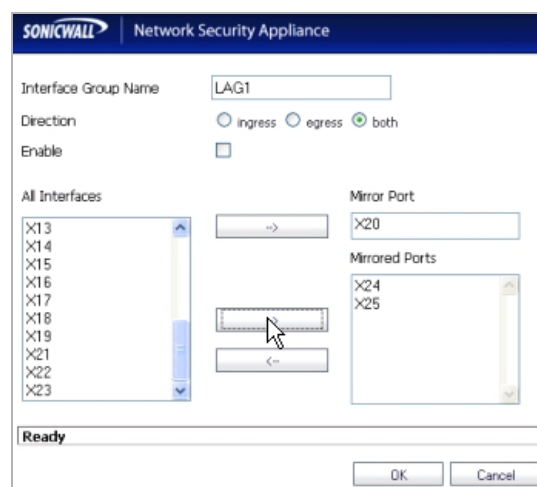 SONICWALL Network Security Appliance
Interface Group Name LAG1
Direction ingress egress both
Enable
All Interfaces Mirror Port
X20
Mirrored Ports
X13
X14
X15
X16
X17
X18
X19
X21
X22
X23
-->
<--
X24
X25
Ready
OK Cancel